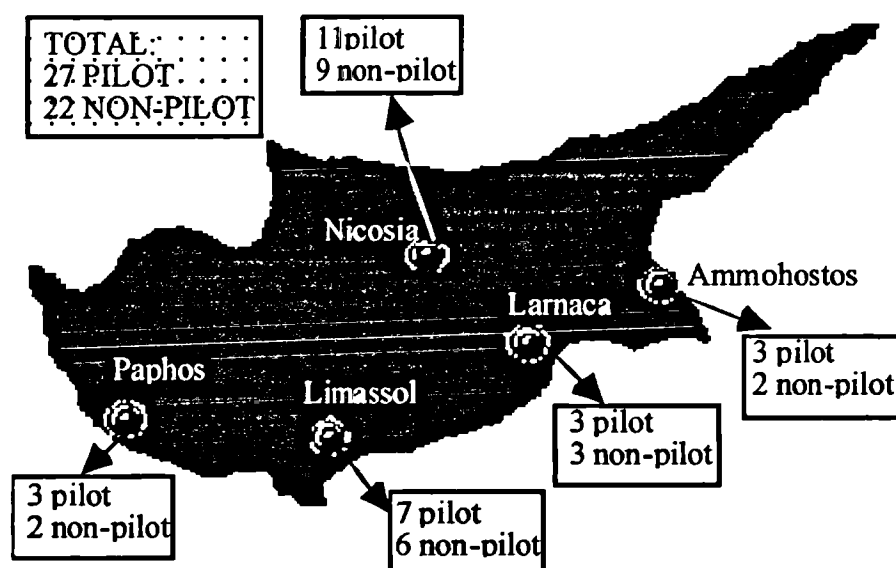 TOTAL:
27 PILOT
22 NON-PILOT
11pilot
9 non-pilot
Nicosia
Ammohostos
Larnaca
3 pilot
2 non-pilot
Paphos
Limassol
3 pilot
3 non-pilot
3 pilot
2 non-pilot
7 pilot
6 non-pilot